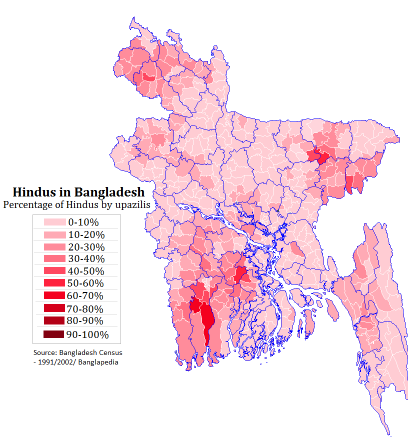 Hindus in Bangladesh
Percentage of Hindus by upazilis
0-10%
10-20%
20-30%
30-40%
40-50%
50-60%
60-70%
70-80%
80-90%
90-100%
Source: Bangladesh Census
- 1991/2002/ Banglapedia